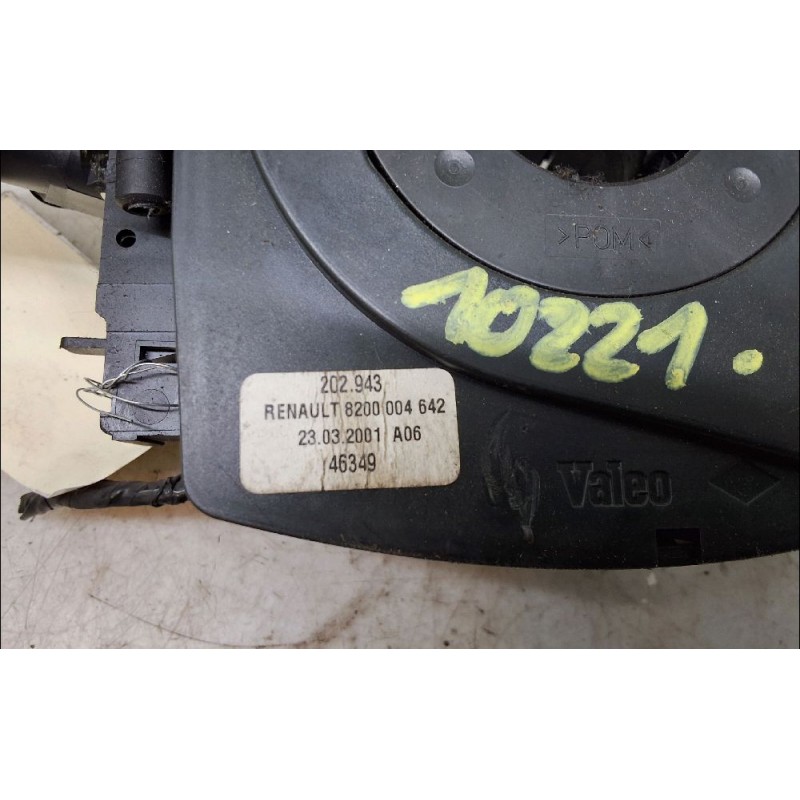 >POM<
10221.
202.943
RENAULT 8200 004 642
23.03.2001 A06
46349
Valeo